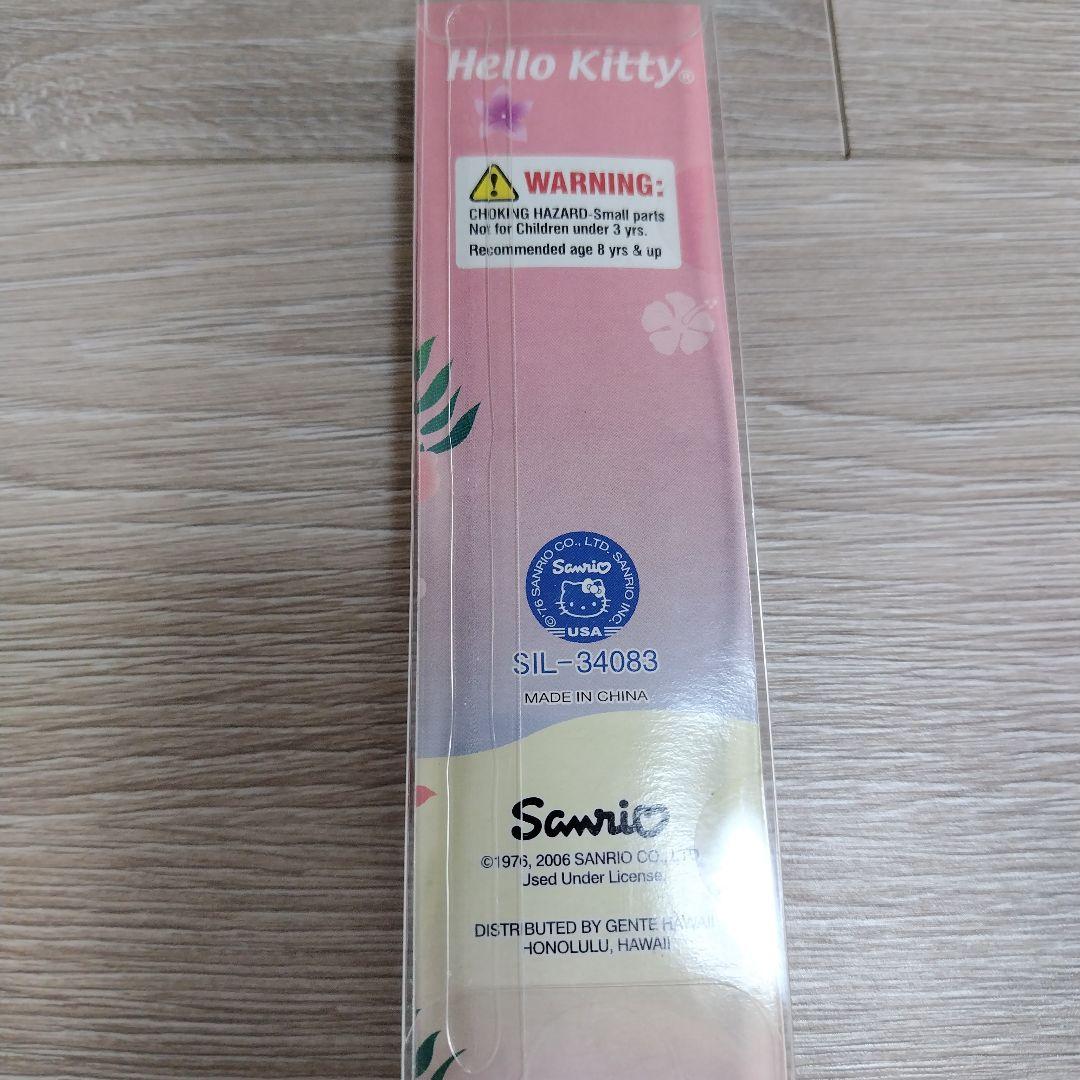 Hello Kitty®
WARNING:
CHOKING HAZARD-Small parts
Not for Children under 3 yrs.
Recommended age 8 yrs & up
©'76 SANRIO CO., LTD. SANRIO INC.
Sanrio
USA
SIL-34083
MADE IN CHINA
Sanrio
©1976, 2006 SANRIO CO., LTD.
Used Under License.
DISTRIBUTED BY GENTE HAWAII
HONOLULU, HAWAII